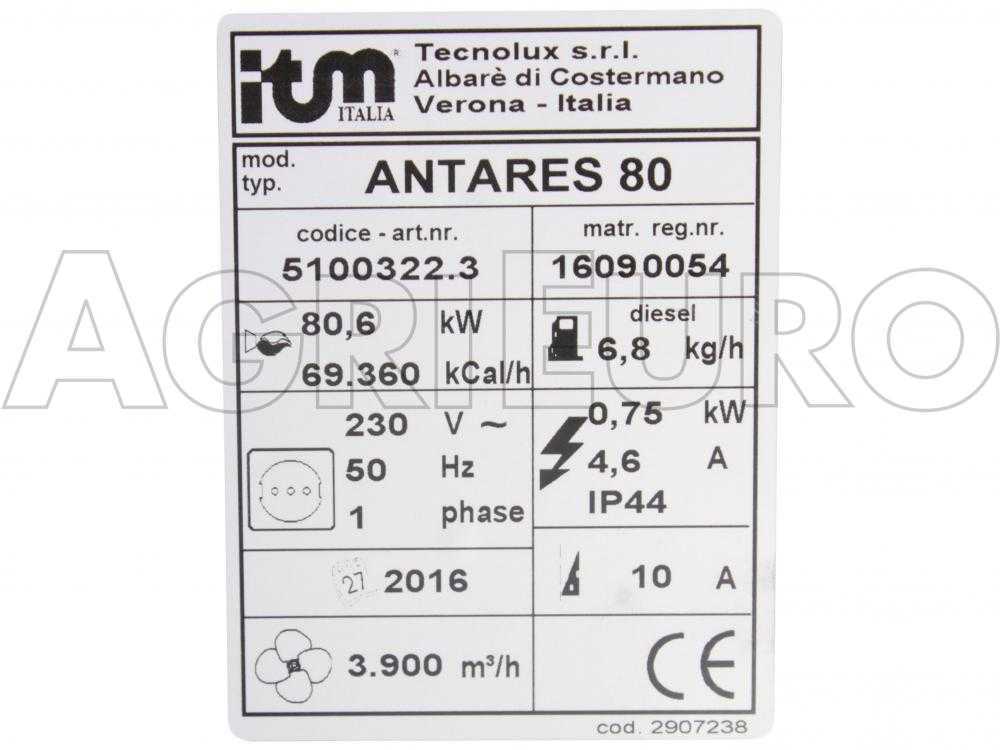 itm ® ITALIA
Tecnolux s.r.l.
Albarè di Costermano
Verona - Italia
mod.
typ.
ANTARES 80
codice - art.nr.
5100322.3
matr. reg.nr.
16090054
80,6 kW
69.360 kCal/h
diesel
6,8 kg/h
230 V ~
50 Hz
1 phase
0,75 kW
4,6 A
IP44
27 2016
10 A
3.900 m³/h
CE
cod. 2907238
AGRIEURO